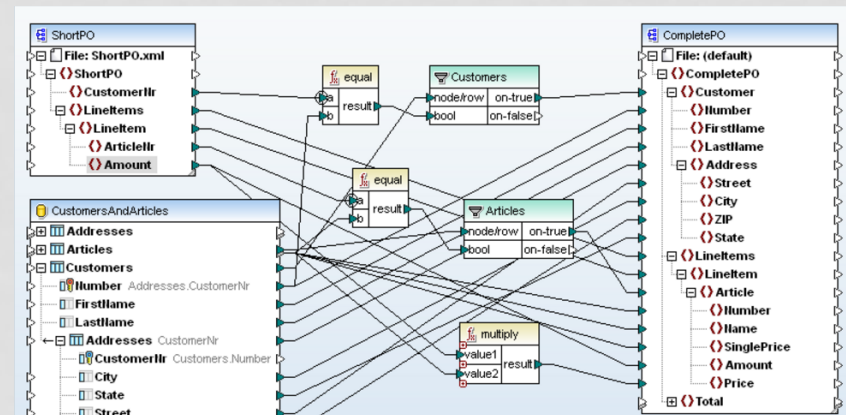 ShortPO
File: ShortPO.xml
ShortPO
CustomerNr
LineItems
LineItem
ArticleNr
Amount
CustomersAndArticles
Addresses
Articles
Customers
Number Addresses.CustomerNr
FirstName
LastName
Addresses CustomerNr
CustomerNr Customers.Number
City
State
Street
equal
a
b
result
Customers
node/row on-true
bool on-false
equal
a
b
result
Articles
node/row on-true
bool on-false
multiply
value1
value2
result
CompletePO
File: (default)
CompletePO
Customer
Number
FirstName
LastName
Address
Street
City
ZIP
State
LineItems
LineItem
Article
Number
Name
SinglePrice
Amount
Price
Total